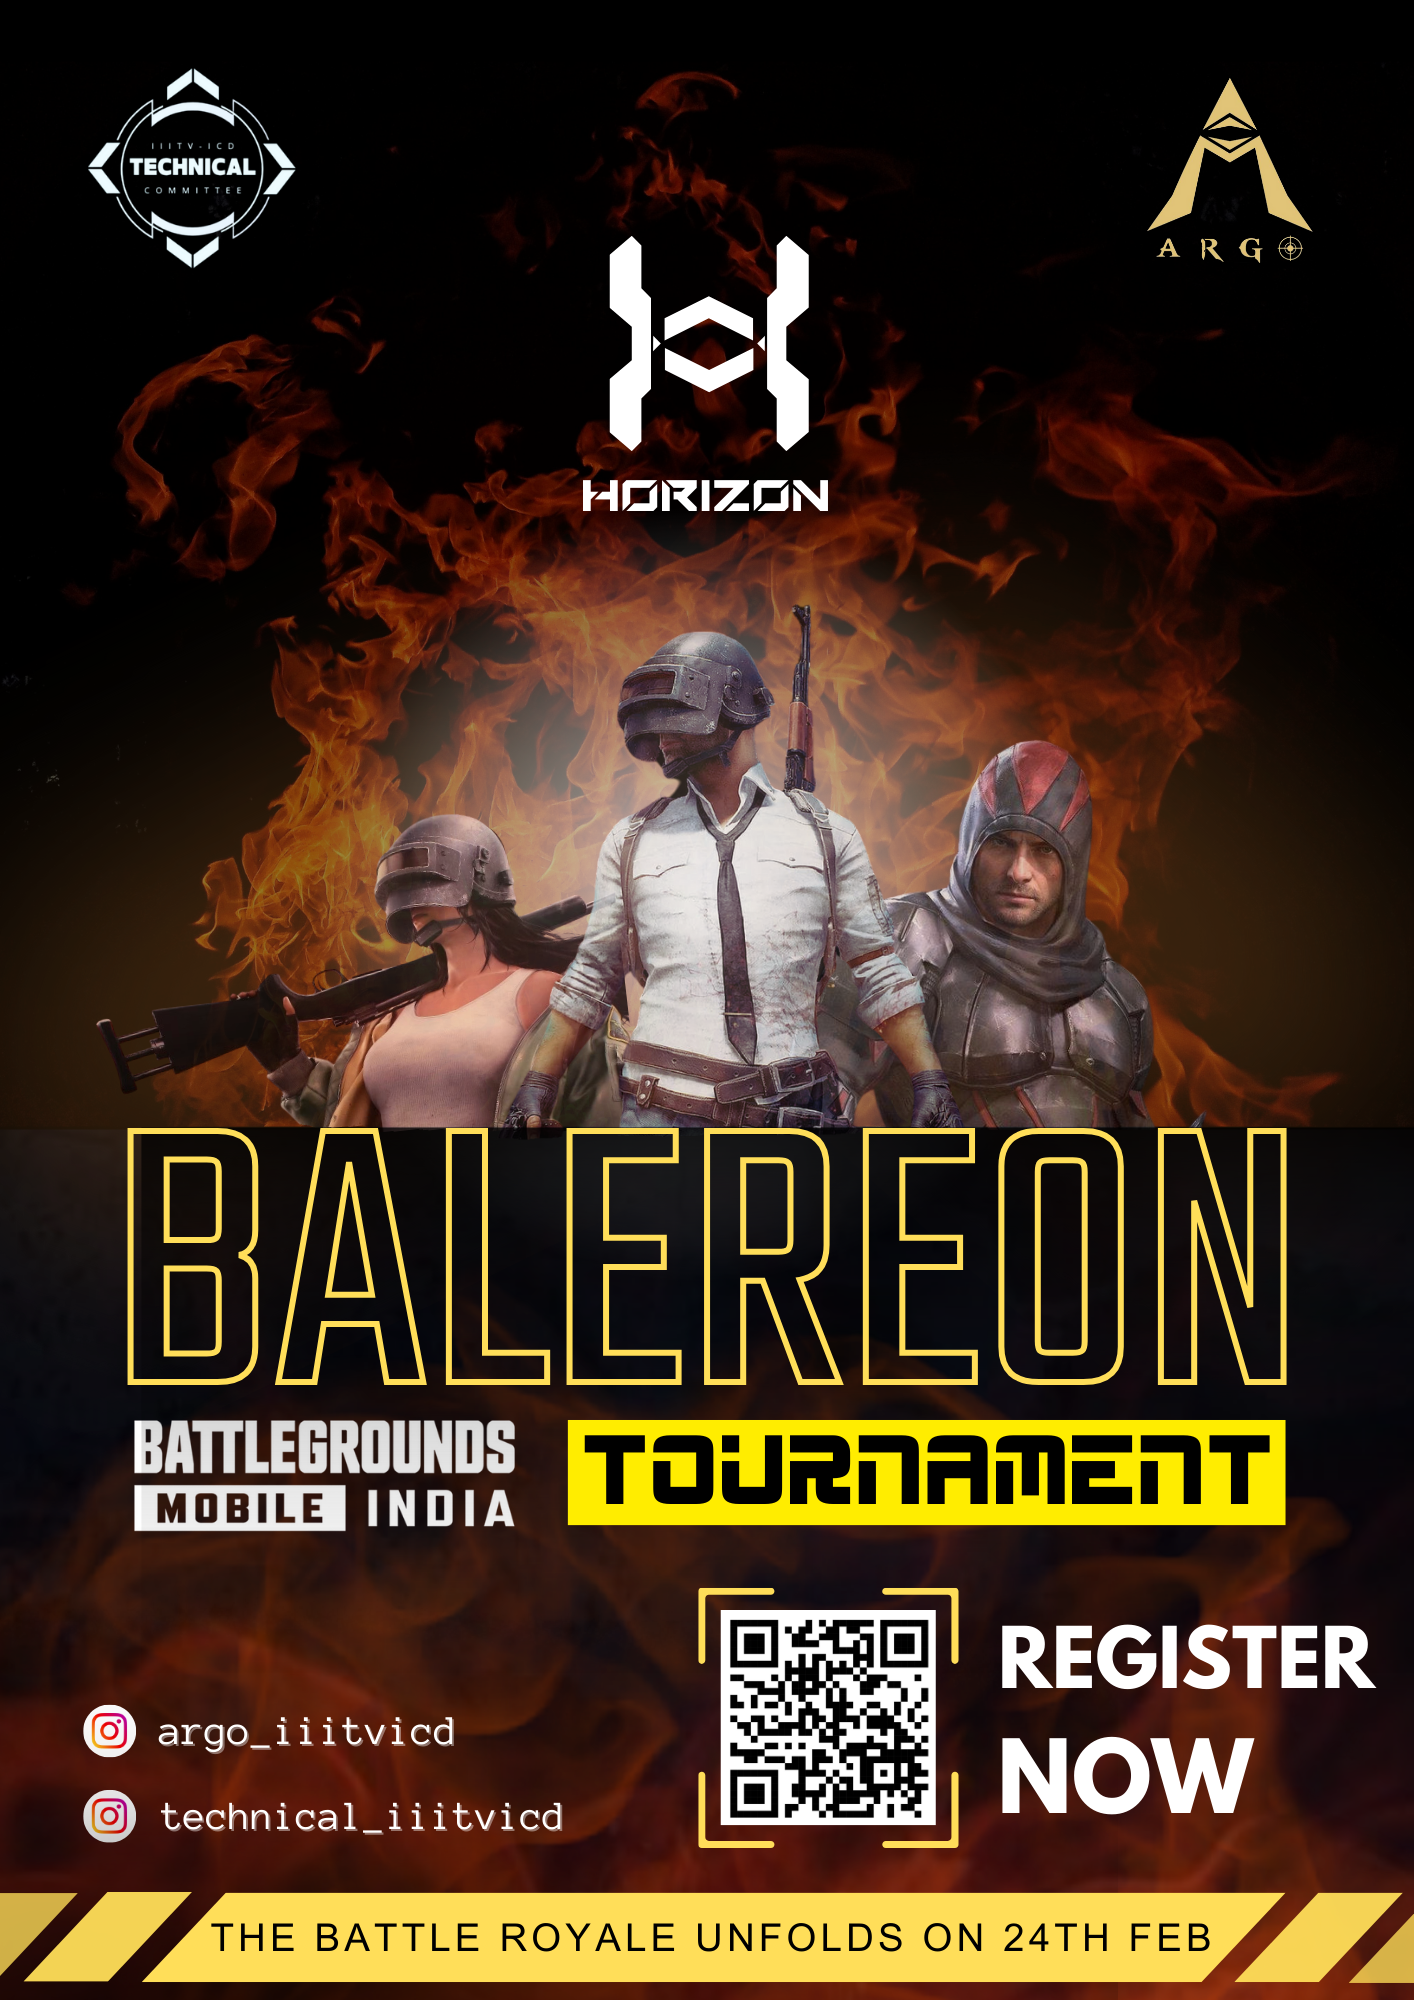 IIITV-ICD
TECHNICAL
COMMITTEE
ARGO
HORIZON
BALEREON
BATTLEGROUNDS
MOBILE INDIA
TOURNAMENT
REGISTER
NOW
argo_iiitvicd
technical_iiitvicd
THE BATTLE ROYALE UNFOLDS ON 24TH FEB